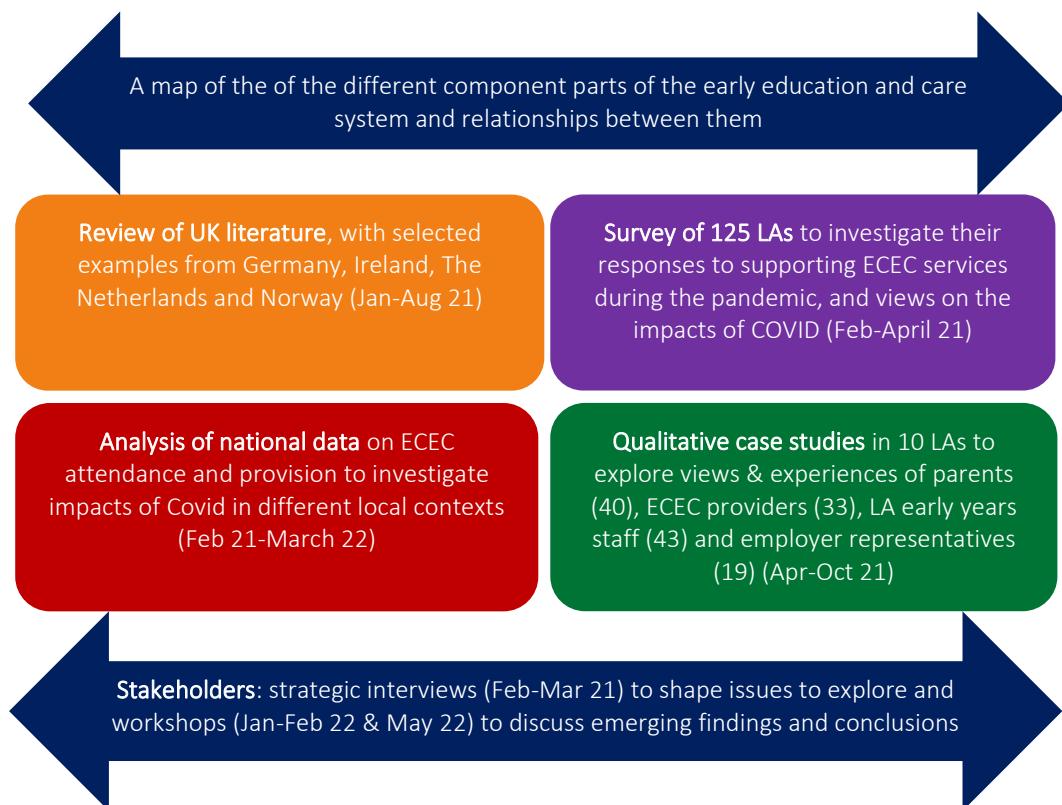 A map of the of the different component parts of the early education and care
system and relationships between them
Review of UK literature, with selected
examples from Germany, Ireland, The
Netherlands and Norway (Jan-Aug 21)
Survey of 125 LAs to investigate their
responses to supporting ECEC services
during the pandemic, and views on the
impacts of COVID (Feb-April 21)
Analysis of national data on ECEC
attendance and provision to investigate
impacts of Covid in different local contexts
(Feb 21-March 22)
Qualitative case studies in 10 LAs to
explore views & experiences of parents
(40), ECEC providers (33), LA early years
staff (43) and employer representatives
(19) (Apr-Oct 21)
Stakeholders: strategic interviews (Feb-Mar 21) to shape issues to explore and
workshops (Jan-Feb 22 & May 22) to discuss emerging findings and conclusions